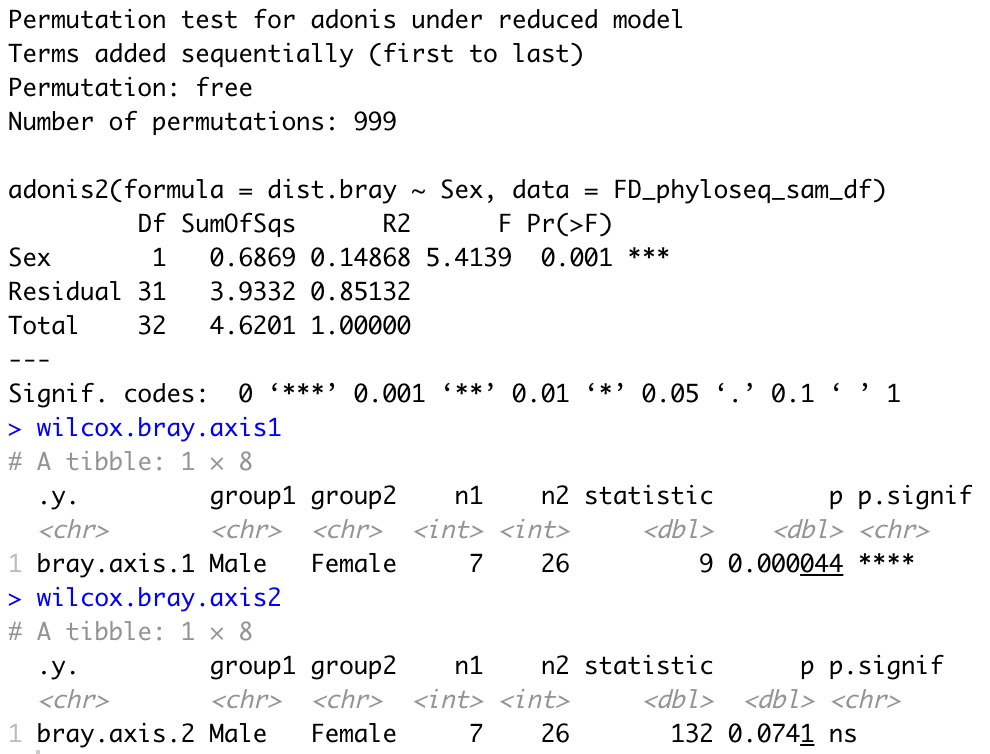 Permutation test for adonis under reduced model
Terms added sequentially (first to last)
Permutation: free
Number of permutations: 999

adonis2(formula = dist.bray ~ Sex, data = FD_phyloseq_sam_df)
         Df SumOfSqs      R2      F Pr(>F)
Sex       1   0.6869 0.14868 5.4139  0.001 ***
Residual 31   3.9332 0.85132
Total    32   4.6201 1.00000
---
Signif. codes:  0 ‘***’ 0.001 ‘**’ 0.01 ‘*’ 0.05 ‘.’ 0.1 ‘ ’ 1
> wilcox.bray.axis1
# A tibble: 1 × 8
  .y.         group1 group2    n1    n2 statistic        p p.signif
  <chr>       <chr>  <chr>  <int> <int>     <dbl>    <dbl> <chr>
1 bray.axis.1 Male   Female     7    26         9 0.000044 ****
> wilcox.bray.axis2
# A tibble: 1 × 8
  .y.         group1 group2    n1    n2 statistic      p p.signif
  <chr>       <chr>  <chr>  <int> <int>     <dbl>  <dbl> <chr>
1 bray.axis.2 Male   Female     7    26       132 0.0741 ns